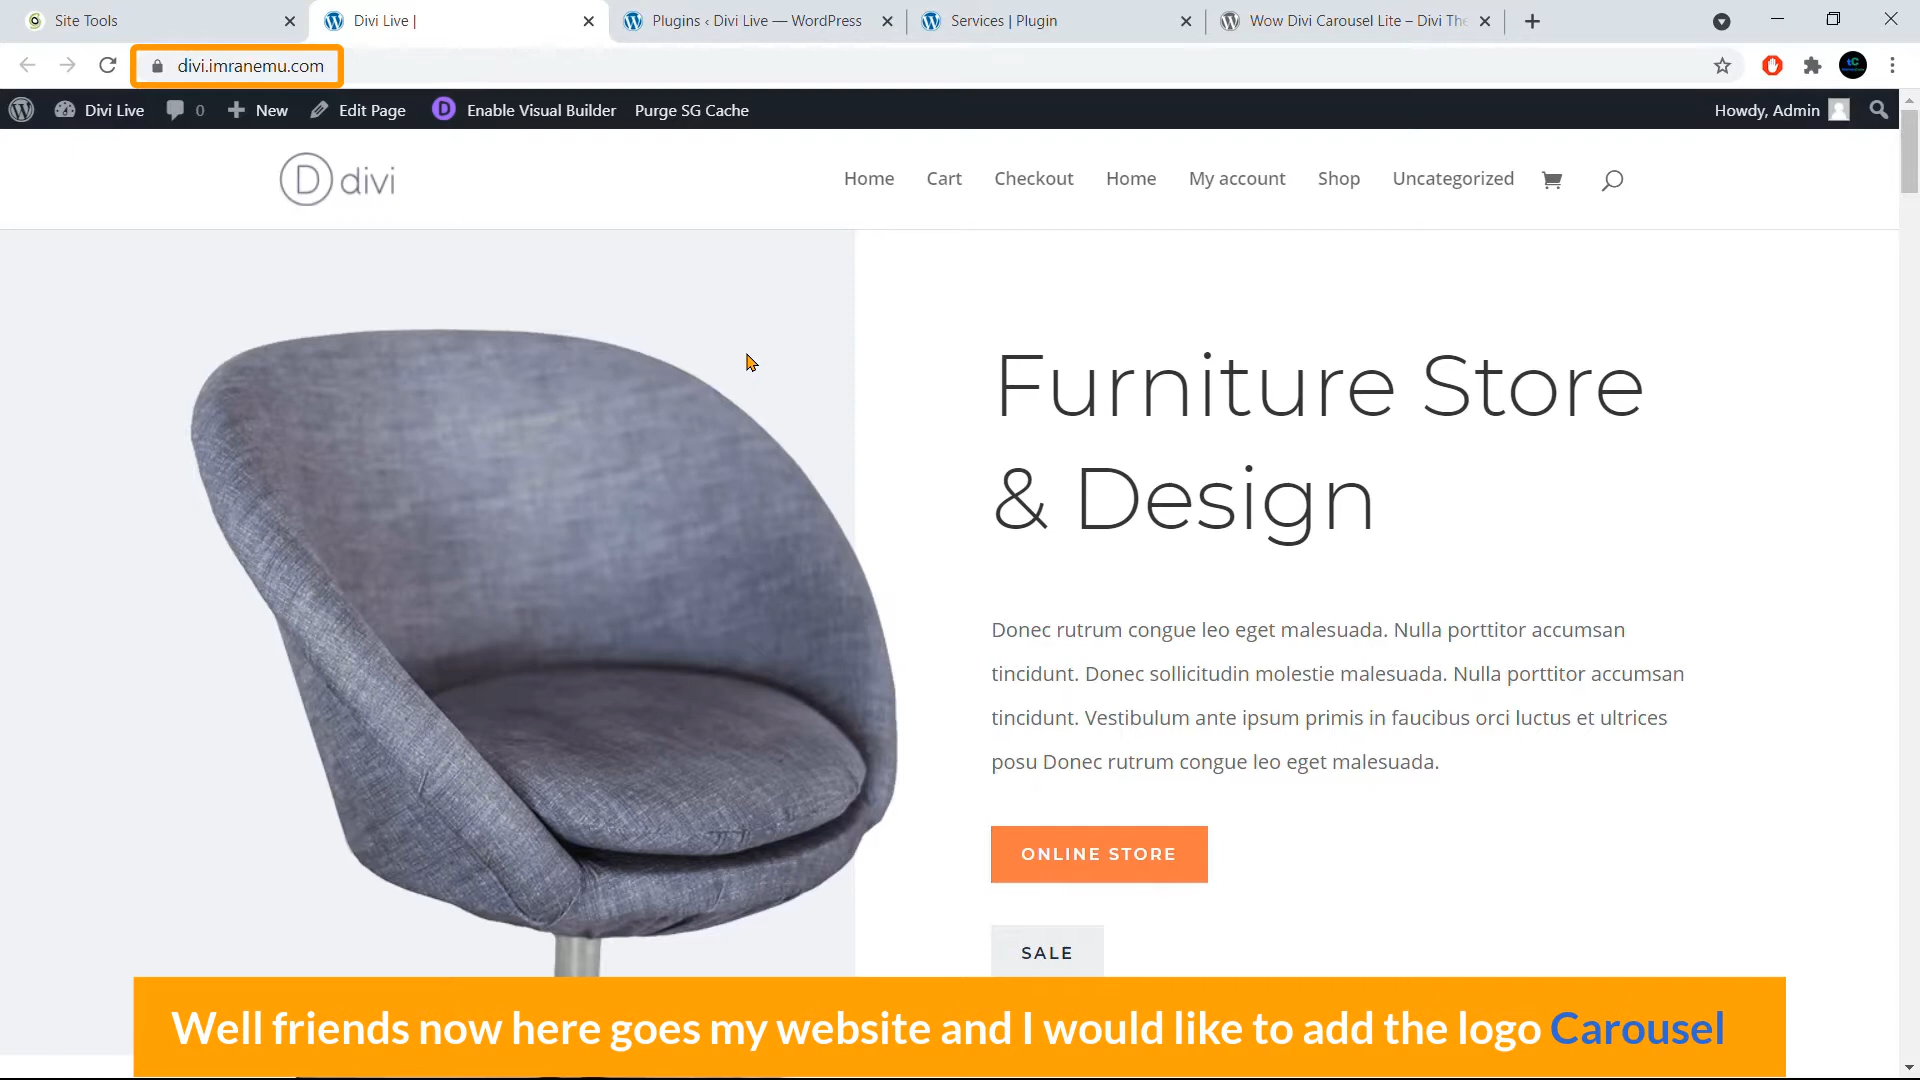 Site Tools
Divi Live |
Plugins ‹ Divi Live — WordPress
Services | Plugin
Wow Divi Carousel Lite – Divi The
divi.imranemu.com
tC
Divi Live
0
New
Edit Page
D
Enable Visual Builder
Purge SG Cache
Howdy, Admin
D divi
Home
Cart
Checkout
Home
My account
Shop
Uncategorized
Furniture Store
& Design
Donec rutrum congue leo eget malesuada. Nulla porttitor accumsan
tincidunt. Donec sollicitudin molestie malesuada. Nulla porttitor accumsan
tincidunt. Vestibulum ante ipsum primis in faucibus orci luctus et ultrices
posu Donec rutrum congue leo eget malesuada.
ONLINE STORE
SALE
Well friends now here goes my website and I would like to add the logo Carousel